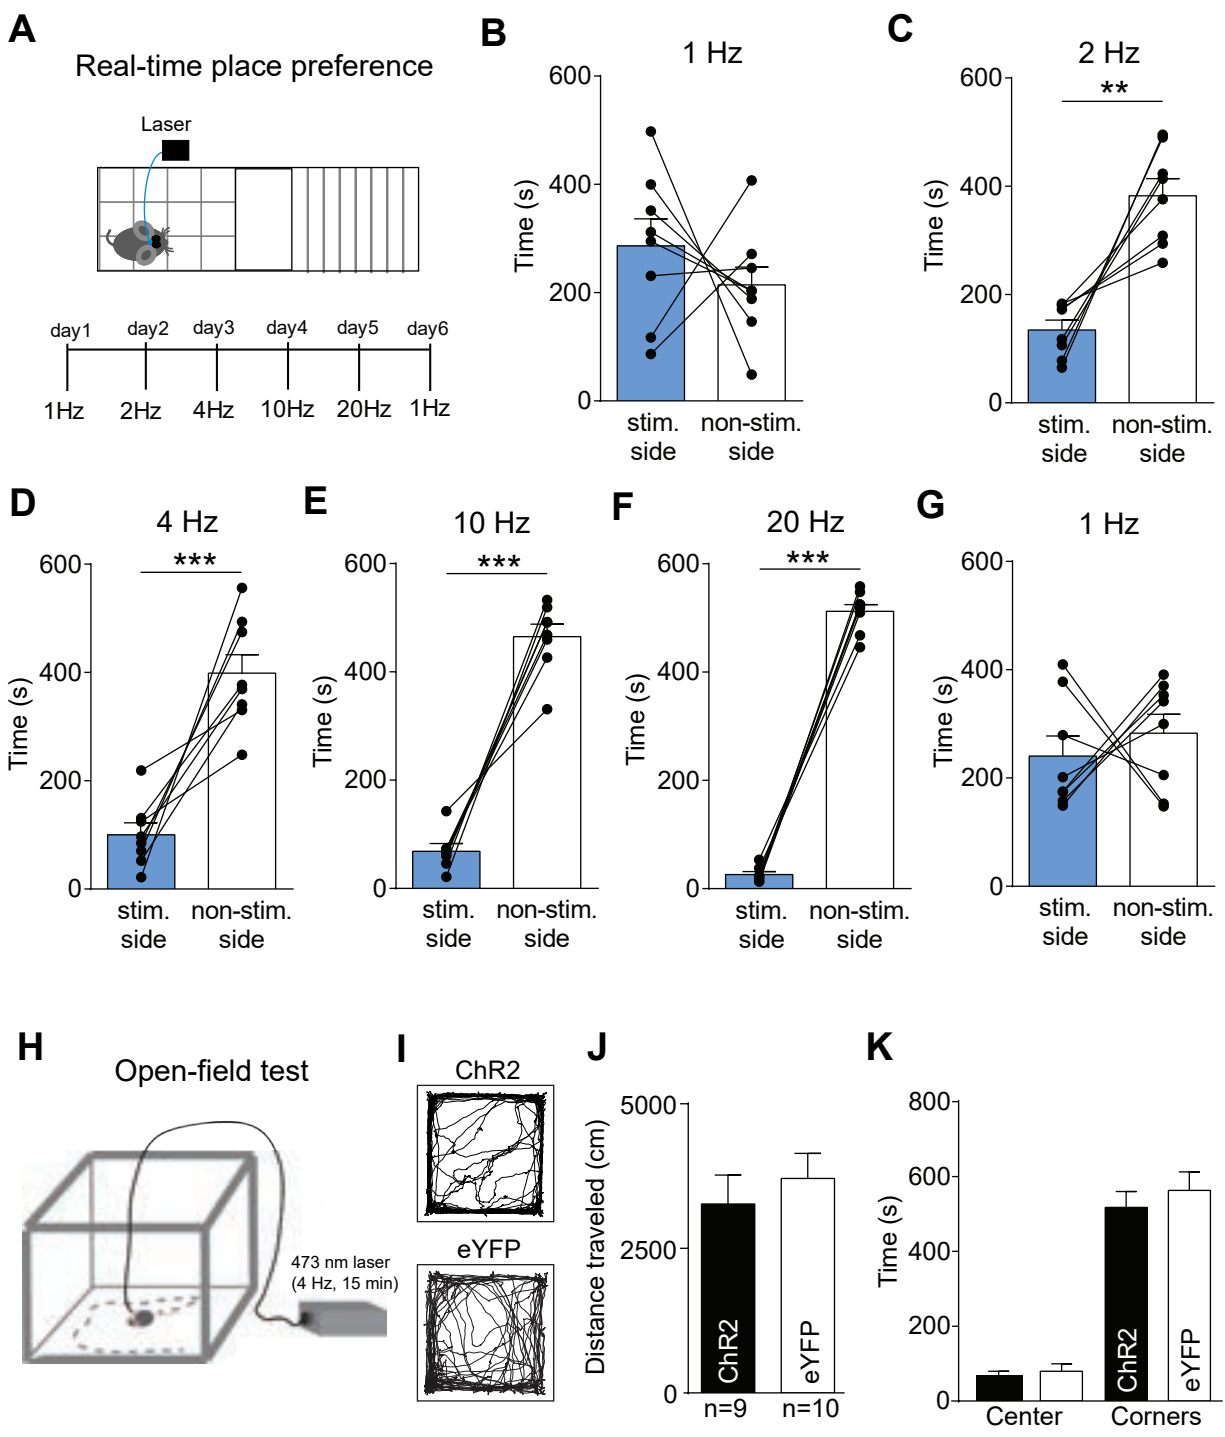 A
Real-time place preference
Laser
day1 day2 day3 day4 day5 day6
1Hz 2Hz 4Hz 10Hz 20Hz 1Hz
B
1 Hz
600
400
200
0
Time (s)
stim. side
non-stim. side
C
2 Hz
**
600
400
200
0
Time (s)
stim. side
non-stim. side
D
4 Hz
***
600
400
200
0
Time (s)
stim. side
non-stim. side
E
10 Hz
***
600
400
200
0
Time (s)
stim. side
non-stim. side
F
20 Hz
***
600
400
200
0
Time (s)
stim. side
non-stim. side
G
1 Hz
600
400
200
0
Time (s)
stim. side
non-stim. side
H
Open-field test
473 nm laser
(4 Hz, 15 min)
I
ChR2
eYFP
J
5000
2500
0
Distance traveled (cm)
ChR2
eYFP
n=9 n=10
K
800
600
400
200
0
Time (s)
ChR2
eYFP
Center Corners